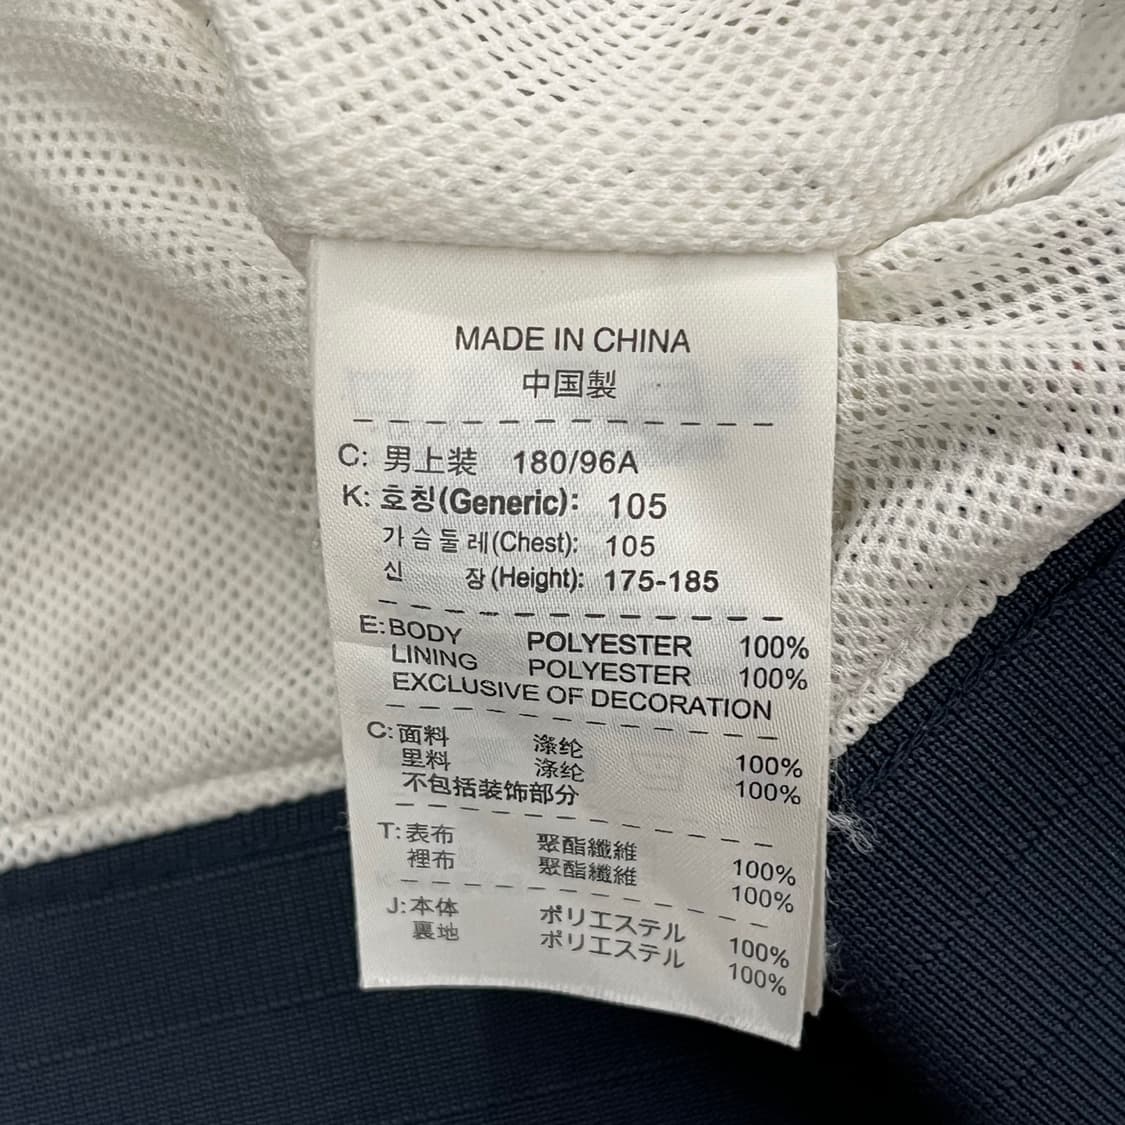 MADE IN CHINA
中国製
C: 男上装 180/96A
K: 호칭(Generic): 105
가슴둘레(Chest): 105
신 장(Height): 175-185
E: BODY POLYESTER 100%
LINING POLYESTER 100%
EXCLUSIVE OF DECORATION
C: 面料 涤纶 100%
里料 涤纶 100%
不包括装饰部分
T: 表布 聚酯纖維 100%
裡布 聚酯纖維 100%
J: 本体 ポリエステル 100%
裏地 ポリエステル 100%